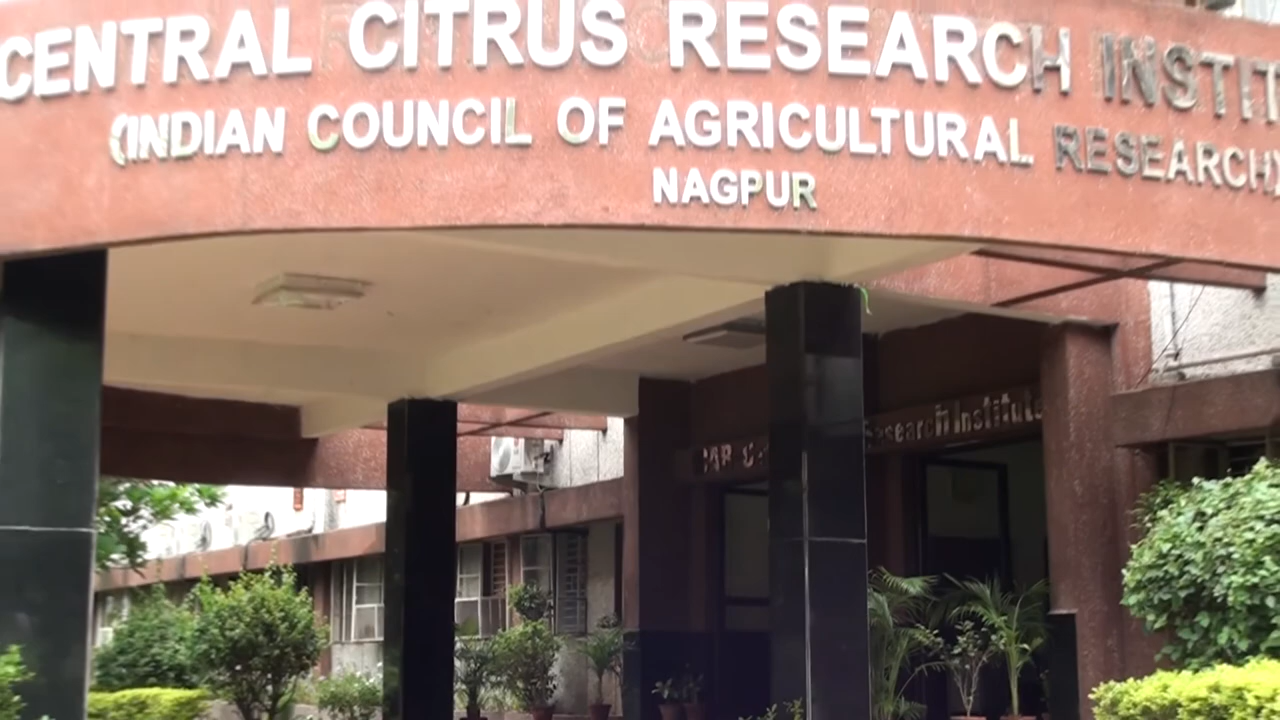 CENTRAL CITRUS RESEARCH INSTIT
(INDIAN COUNCIL OF AGRICULTURAL RESEARCH)
NAGPUR
Research Institute